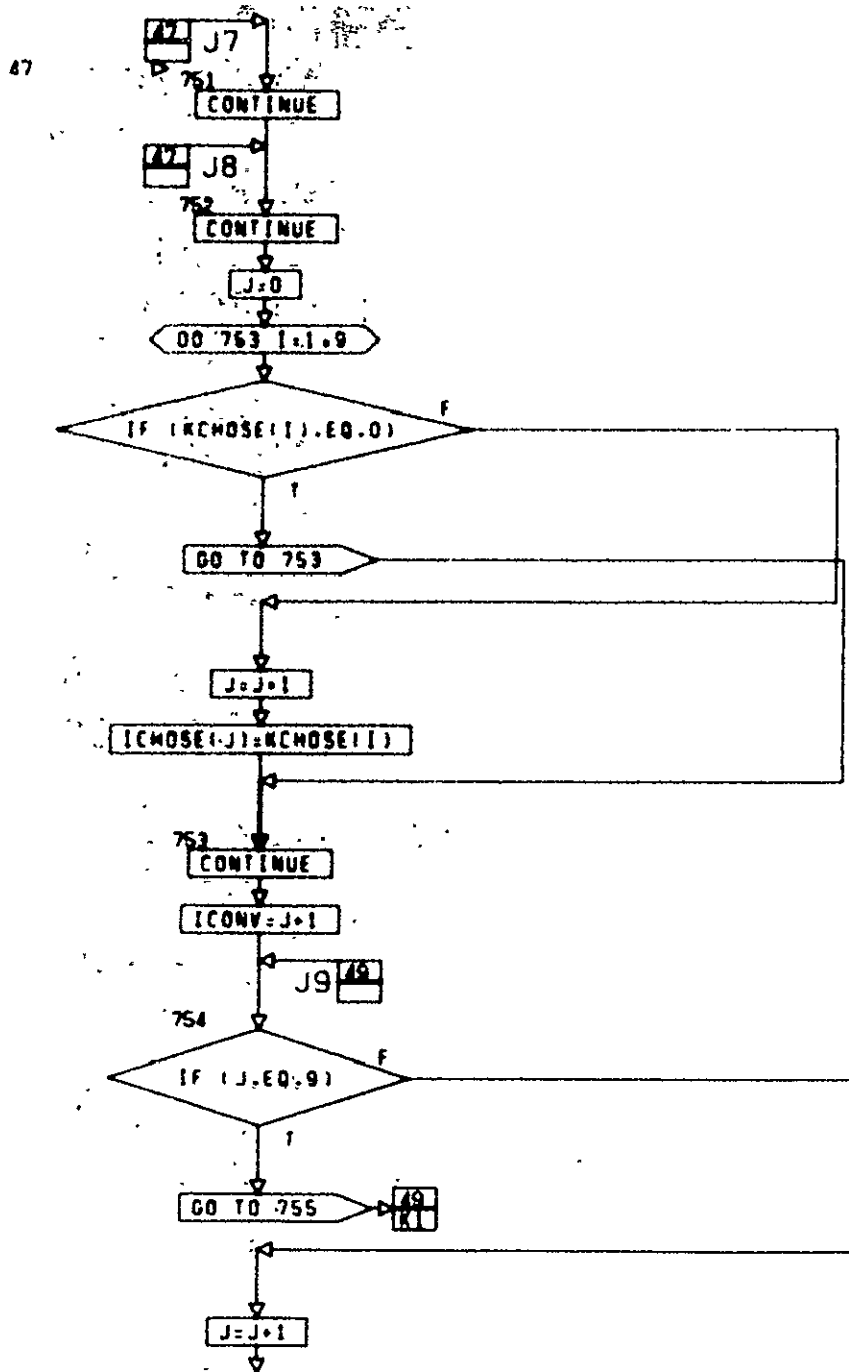 47
J7
47
751
CONTINUE
47
J8
752
CONTINUE
J=0
DO 753 I=1,9
IF (KCHOSE(I).EQ.0)
F
T
GO TO 753
J=J+1
ICHOSE(J)=KCHOSE(I)
753
CONTINUE
ICONV=J+1
J9
49
754
IF (J.EQ.9)
F
T
GO TO 755
49
K1
J=J+1